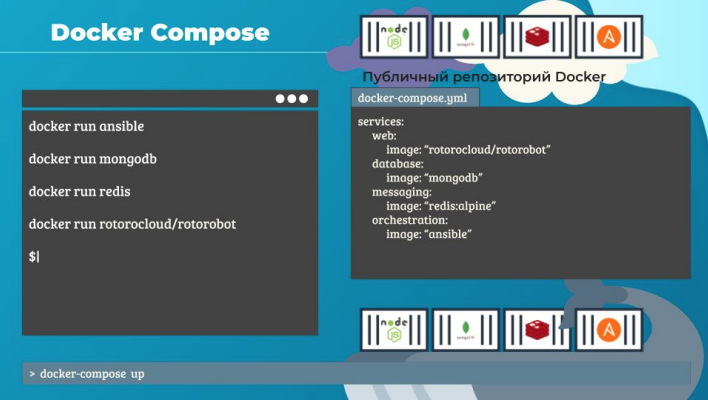 Docker Compose
node
JS
mongoDB
Публичный репозиторий Docker
docker run ansible
docker run mongodb
docker run redis
docker run rotorocloud/rotorobot
$|
docker-compose.yml
services:
web:
image: “rotorocloud/rotorobot”
database:
image: “mongodb”
messaging:
image: “redis:alpine”
orchestration:
image: “ansible”
node
JS
mongoDB
> docker-compose up